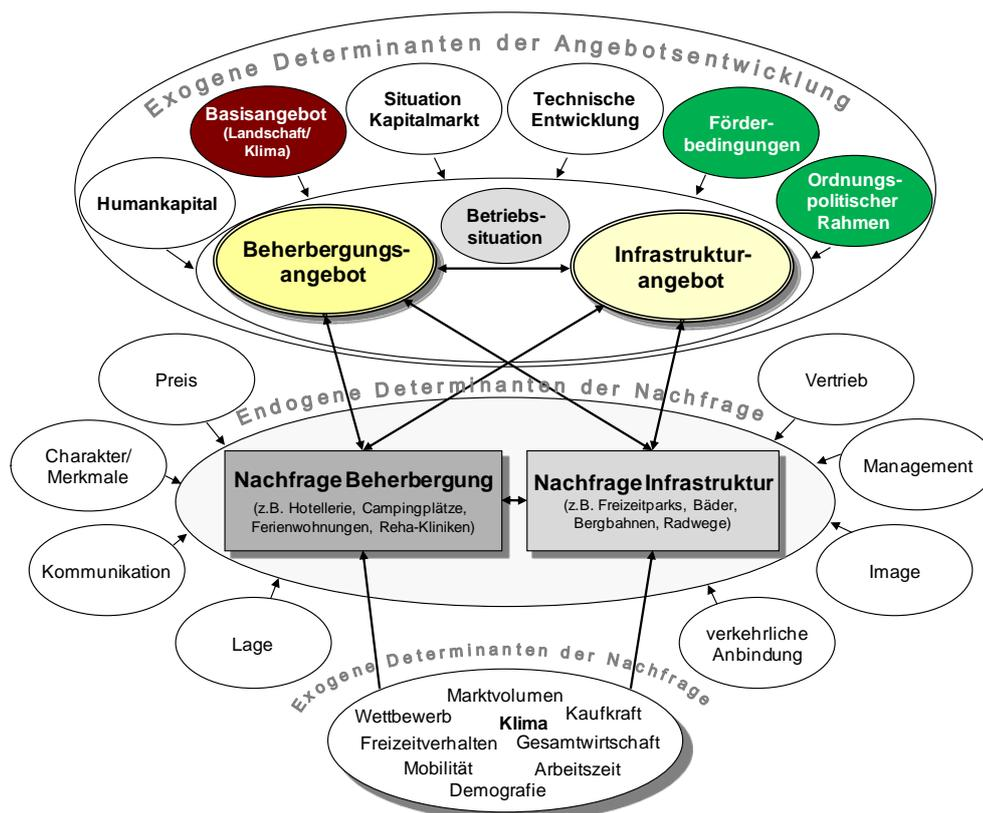 Exogene Determinanten der Angebotsentwicklung
Situation
Kapitalmarkt
Technische
Entwicklung
Basisangebot
(Landschaft/
Klima)
Förder-
bedingungen
Humankapital
Ordnungs-
politischer
Rahmen
Betriebs-
situation
Beherbergungs-
angebot
Infrastruktur-
angebot
Preis
Vertrieb
Endogene Determinanten der Nachfrage
Charakter/
Merkmale
Management
Nachfrage Beherbergung
(z.B. Hotellerie, Campingplätze,
Ferienwohnungen, Reha-Kliniken)
Nachfrage Infrastruktur
(z.B. Freizeitparks, Bäder,
Bergbahnen, Radwege)
Kommunikation
Image
Lage
verkehrliche
Anbindung
Exogene Determinanten der Nachfrage
Marktvolumen
Wettbewerb
Klima
Kaufkraft
Freizeitverhalten
Gesamtwirtschaft
Mobilität
Arbeitszeit
Demografie